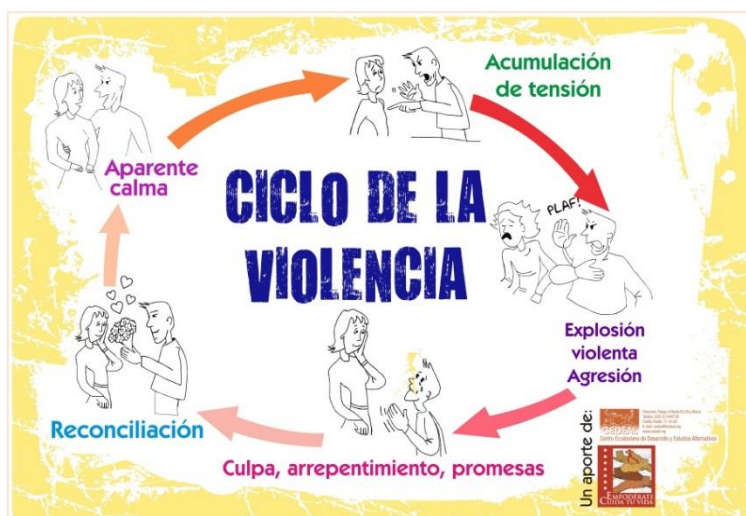 Acumulación
de tensión
Aparente
calma
CICLO DE LA
VIOLENCIA
PLAF!
Explosión
violenta
Agresión
Reconciliación
Culpa, arrepentimiento, promesas
Un aporte de:
CEDEAL
Centro Ecuatoriano de Desarrollo y Estudios Alternativos
EMPODÉRATE
CUIDA TU VIDA